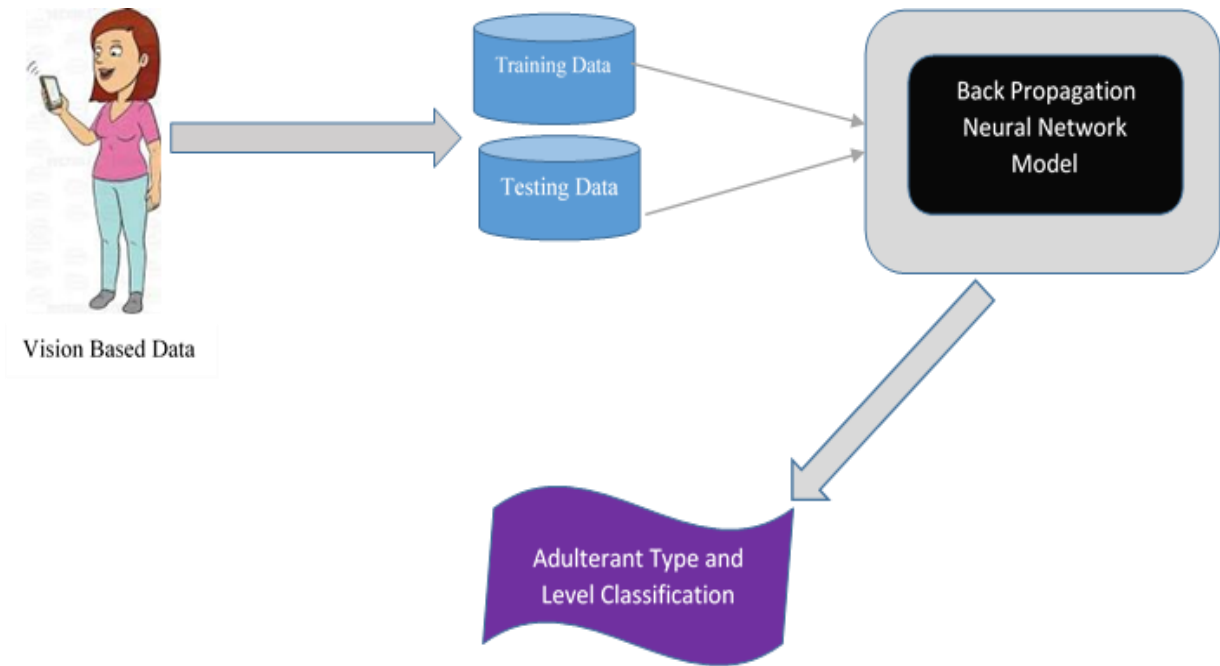 Training Data
Testing Data
Back Propagation
Neural Network
Model
Vision Based Data
Adulterant Type and
Level Classification